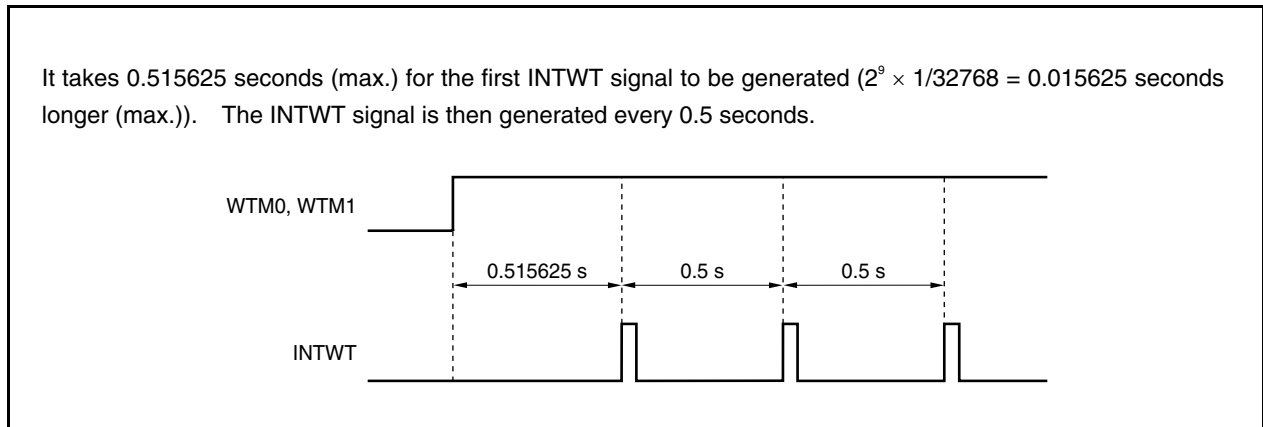 It takes 0.515625 seconds (max.) for the first INTWT signal to be generated (2⁹ × 1/32768 = 0.015625 seconds
longer (max.)).   The INTWT signal is then generated every 0.5 seconds.
WTM0, WTM1
0.515625 s
0.5 s
0.5 s
INTWT